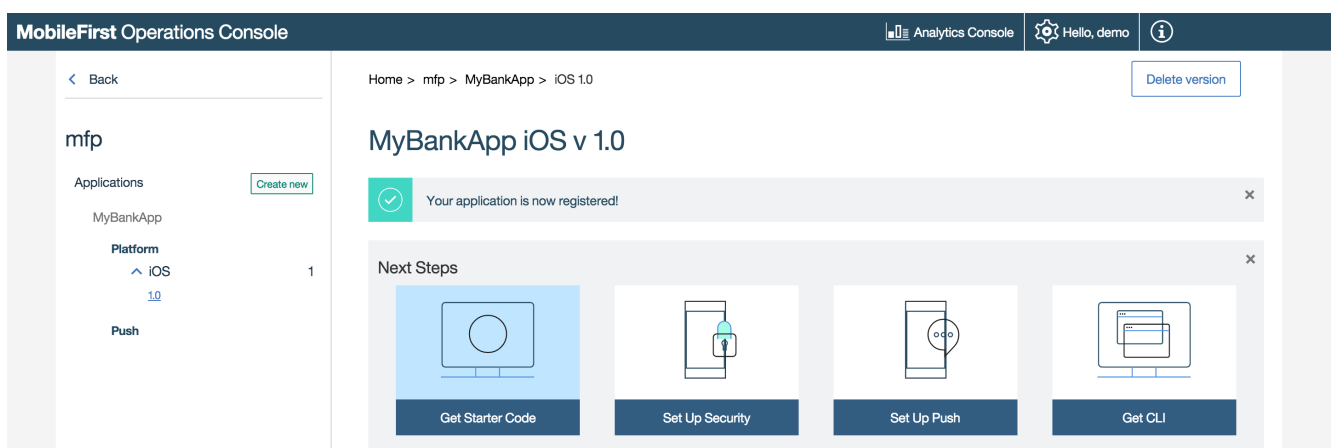 MobileFirst Operations Console
Analytics Console
Hello, demo
Back
Home > mfp > MyBankApp > iOS 1.0
Delete version
mfp
MyBankApp iOS v 1.0
Applications
Create new
Your application is now registered!
MyBankApp
Platform
iOS 1
1.0
Push
Next Steps
Get Starter Code
Set Up Security
Set Up Push
Get CLI